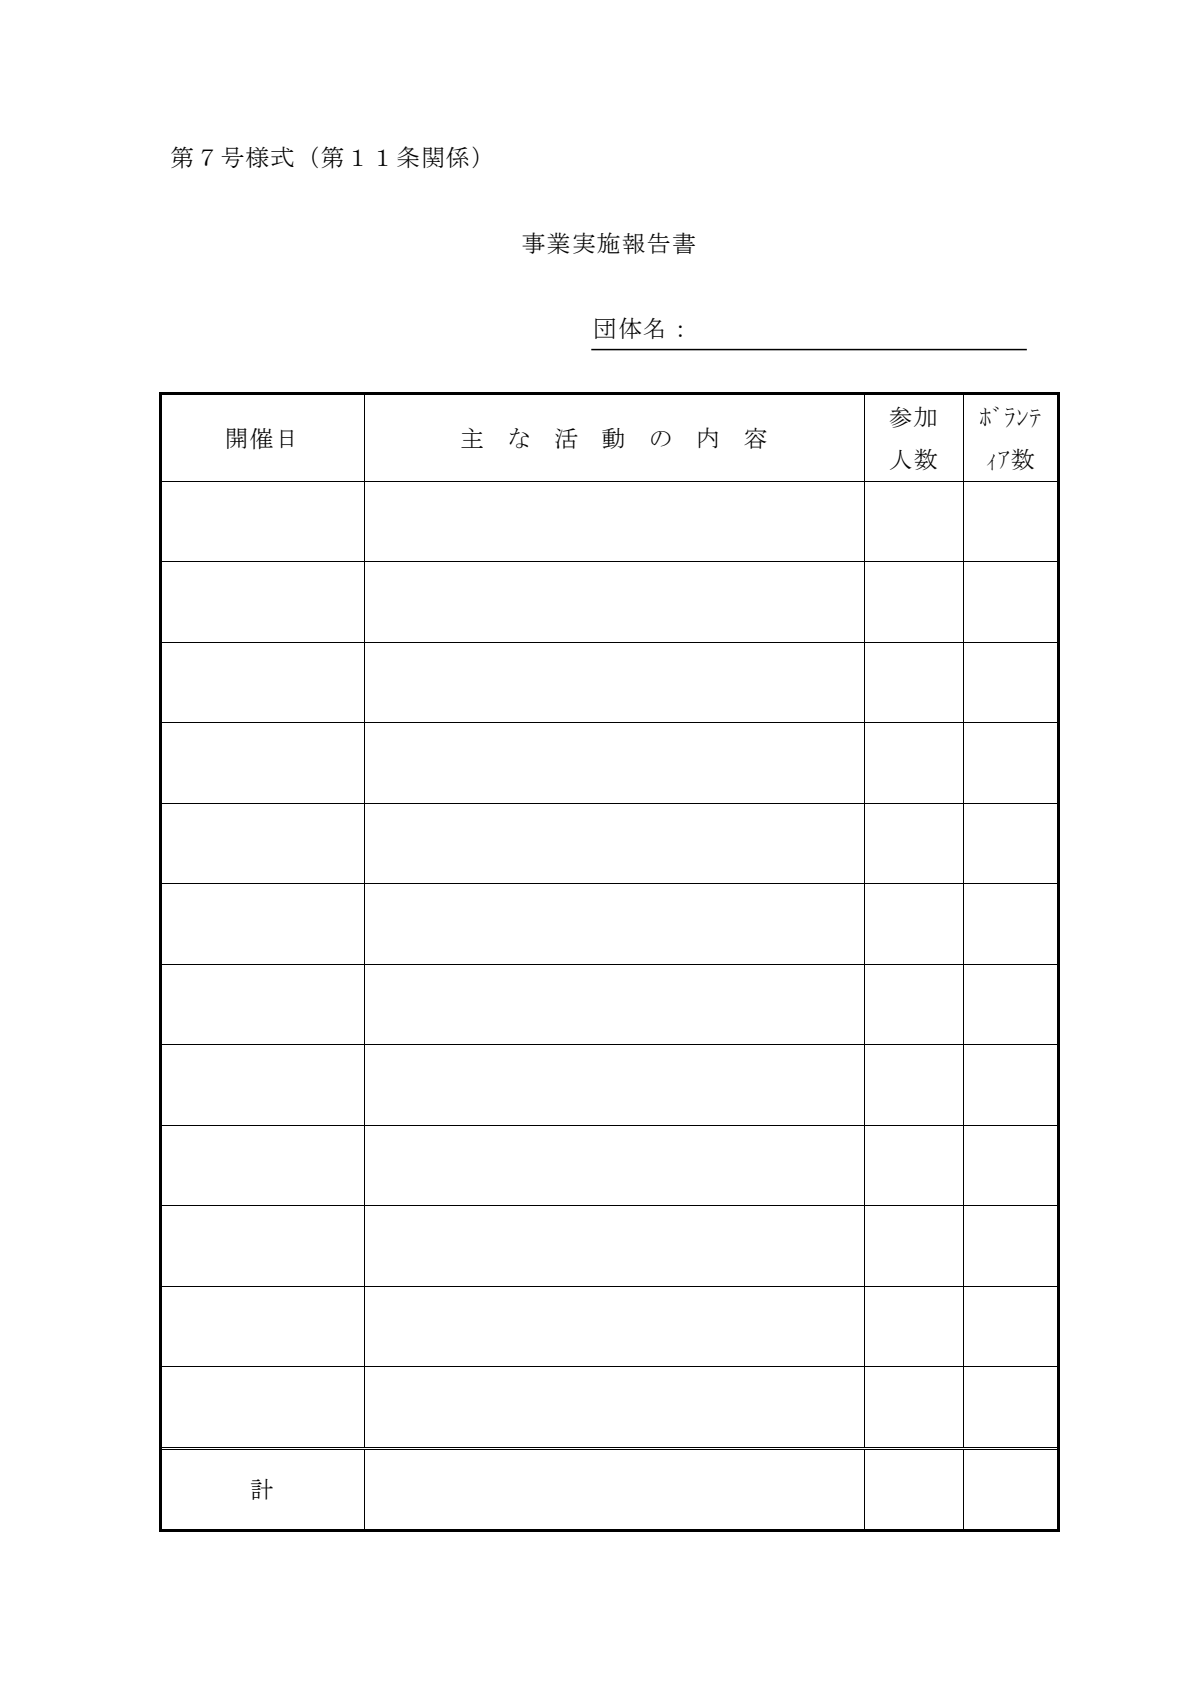 第７号様式（第１１条関係）
事業実施報告書
団体名：
開催日
主　な　活　動　の　内　容
参加
人数
ﾎﾞﾗﾝﾃ
ｨｱ数
計